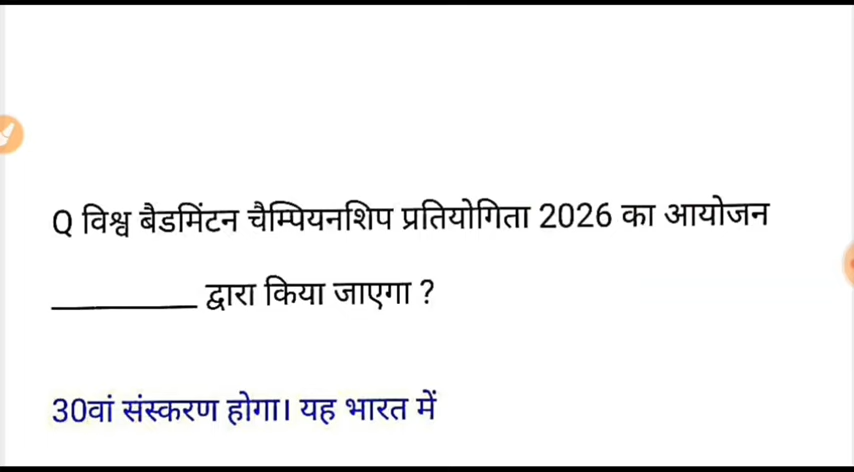 Q विश्व बैडमिंटन चैम्पियनशिप प्रतियोगिता 2026 का आयोजन
__________ द्वारा किया जाएगा ?
30वां संस्करण होगा। यह भारत में